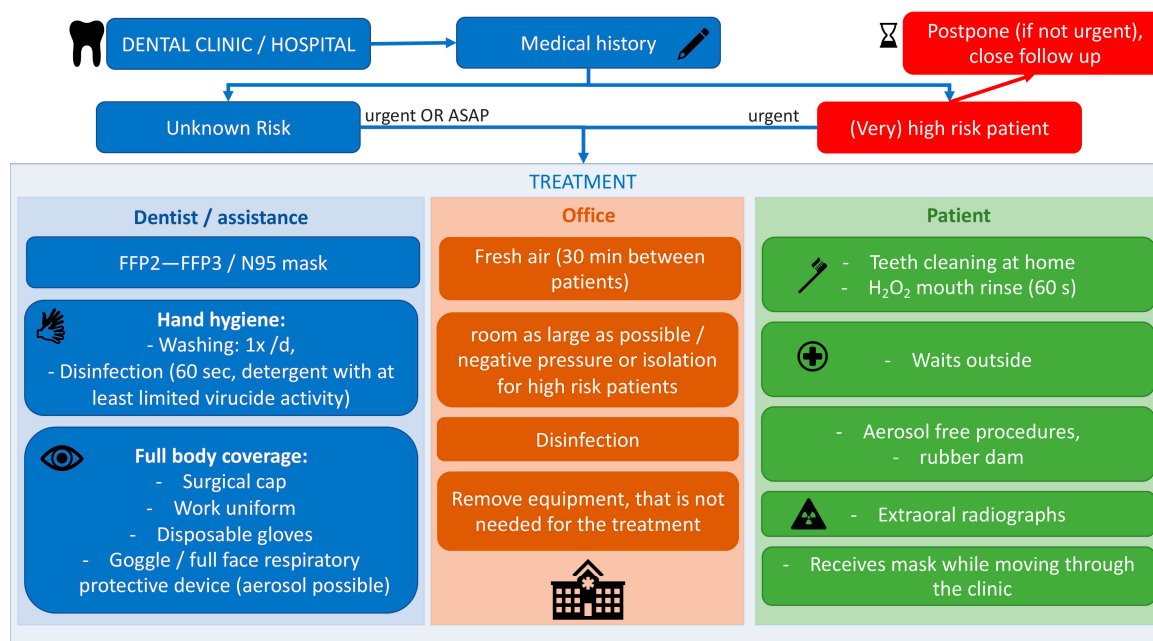 DENTAL CLINIC / HOSPITAL
Medical history
Postpone (if not urgent),
close follow up
Unknown Risk
urgent OR ASAP
urgent
(Very) high risk patient
TREATMENT
Dentist / assistance
FFP2—FFP3 / N95 mask
Hand hygiene:
- Washing: 1x /d,
- Disinfection (60 sec, detergent with at
least limited virucide activity)
Full body coverage:
- Surgical cap
- Work uniform
- Disposable gloves
- Goggle / full face respiratory
protective device (aerosol possible)
Office
Fresh air (30 min between
patients)
room as large as possible /
negative pressure or isolation
for high risk patients
Disinfection
Remove equipment, that is not
needed for the treatment
Patient
- Teeth cleaning at home
- H₂O₂ mouth rinse (60 s)
- Waits outside
- Aerosol free procedures,
- rubber dam
- Extraoral radiographs
- Receives mask while moving through
the clinic